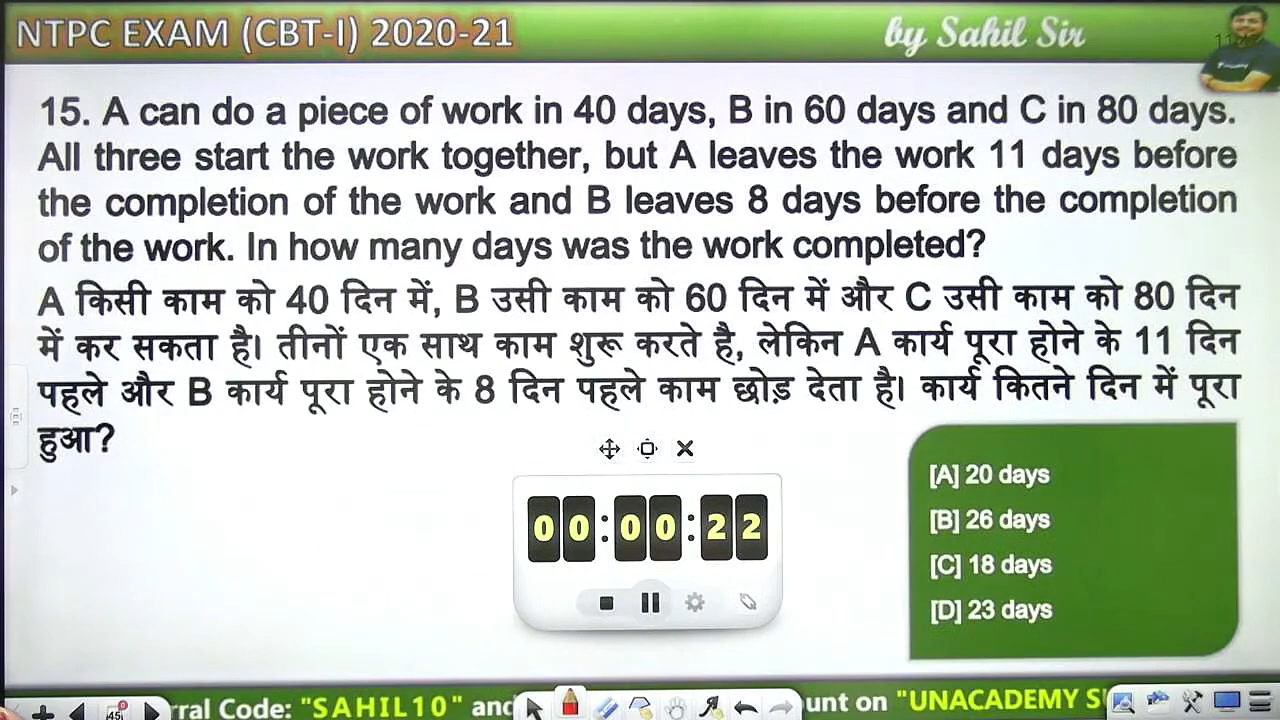 NTPC EXAM (CBT-I) 2020-21
by Sahil Sir
15. A can do a piece of work in 40 days, B in 60 days and C in 80 days.
All three start the work together, but A leaves the work 11 days before
the completion of the work and B leaves 8 days before the completion
of the work. In how many days was the work completed?
A किसी काम को 40 दिन में, B उसी काम को 60 दिन में और C उसी काम को 80 दिन
में कर सकता है। तीनों एक साथ काम शुरू करते है, लेकिन A कार्य पूरा होने के 11 दिन
पहले और B कार्य पूरा होने के 8 दिन पहले काम छोड़ देता है। कार्य कितने दिन में पूरा
हुआ?
00:00:22
[A] 20 days
[B] 26 days
[C] 18 days
[D] 23 days
45
Code: "SAHIL10" and
on "UNACADEMY